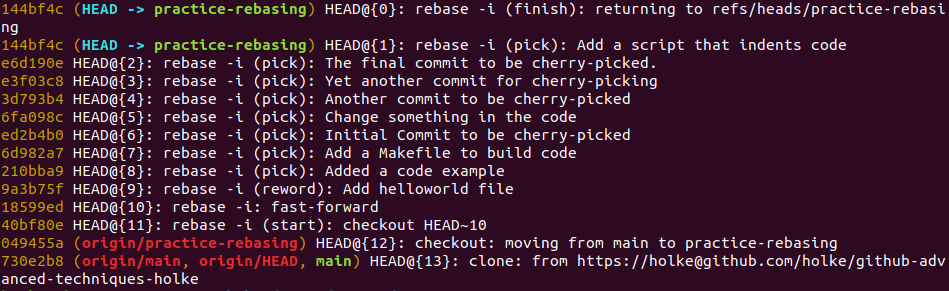 144bf4c (HEAD -> practice-rebasing) HEAD@{0}: rebase -i (finish): returning to refs/heads/practice-rebasi
ng
144bf4c (HEAD -> practice-rebasing) HEAD@{1}: rebase -i (pick): Add a script that indents code
e6d190e HEAD@{2}: rebase -i (pick): The final commit to be cherry-picked.
e3f03c8 HEAD@{3}: rebase -i (pick): Yet another commit for cherry-picking
3d793b4 HEAD@{4}: rebase -i (pick): Another commit to be cherry-picked
6fa098c HEAD@{5}: rebase -i (pick): Change something in the code
ed2b4b0 HEAD@{6}: rebase -i (pick): Initial Commit to be cherry-picked
6d982a7 HEAD@{7}: rebase -i (pick): Add a Makefile to build code
210bba9 HEAD@{8}: rebase -i (pick): Added a code example
9a3b75f HEAD@{9}: rebase -i (reword): Add helloworld file
18599ed HEAD@{10}: rebase -i: fast-forward
40bf80e HEAD@{11}: rebase -i (start): checkout HEAD~10
049455a (origin/practice-rebasing) HEAD@{12}: checkout: moving from main to practice-rebasing
730e2b8 (origin/main, origin/HEAD, main) HEAD@{13}: clone: from https://holke@github.com/holke/github-adv
anced-techniques-holke